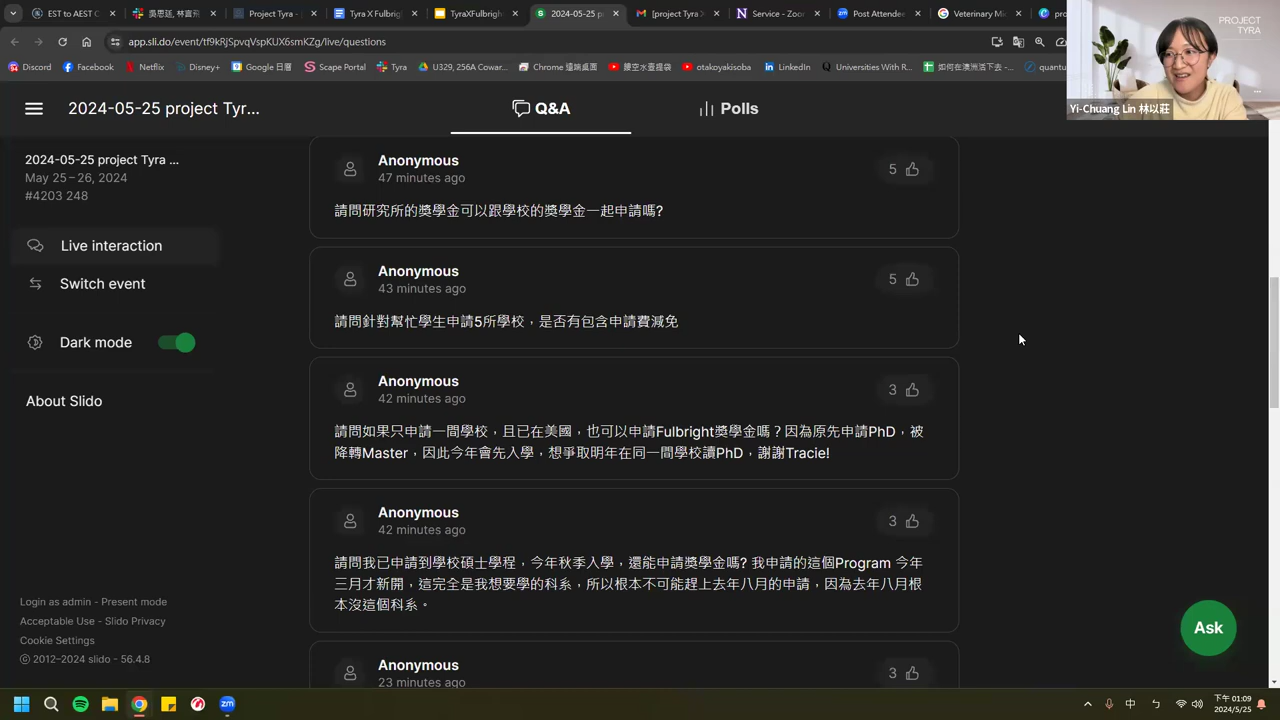 EST to AEST C
吳思廷, 林宣飛
Project Tyra -
Tyra X Fulbrigh
TyraXFulbrigh
2024-05-25 pr
[project Tyra
Service - Zoo
Post Attendee
Veterinary Mi
PROJECT
TYRA
app.sli.do/event/tf9kRjSpvqVspKUX6smKZg/live/questions
Discord
Facebook
Netflix
Disney+
Google 日曆
Scape Portal
Tyra
U329, 256 Cowar...
Chrome 遠端桌面
LinkedIn
otakoyakisoba
Universities With R...
如何在澳洲活下去 -...
quantu
Yi-Chuang Lin 林以莊
2024-05-25 project Tyr...
Q&A
Polls
2024-05-25 project Tyra ...
May 25 – 26, 2024
#4203 248
Live interaction
Switch event
Dark mode
About Slido
Login as admin - Present mode
Acceptable Use - Slido Privacy
Cookie Settings
© 2012–2024 slido - 56.4.8
Anonymous
47 minutes ago
5
請問研究所的獎學金可以跟學校的獎學金一起申請嗎?
Anonymous
43 minutes ago
5
請問針對幫忙學生申請5所學校，是否有包含申請費減免
Anonymous
42 minutes ago
3
請問如果只申請一間學校，且已在美國，也可以申請Fulbright獎學金嗎？因為原先申請PhD，被
降轉Master，因此今年會先入學，想爭取明年在同一間學校讀PhD，謝謝Tracie!
Anonymous
42 minutes ago
3
請問我已申請到學校碩士學程，今年秋季入學，還能申請獎學金嗎? 我申請的這個Program 今年
三月才新開，這完全是我想要學的科系，所以根本不可能趕上去年八月的申請，因為去年八月根
本沒這個科系。
Anonymous
23 minutes ago
3
Ask
中
下午 01:09
2024/5/25